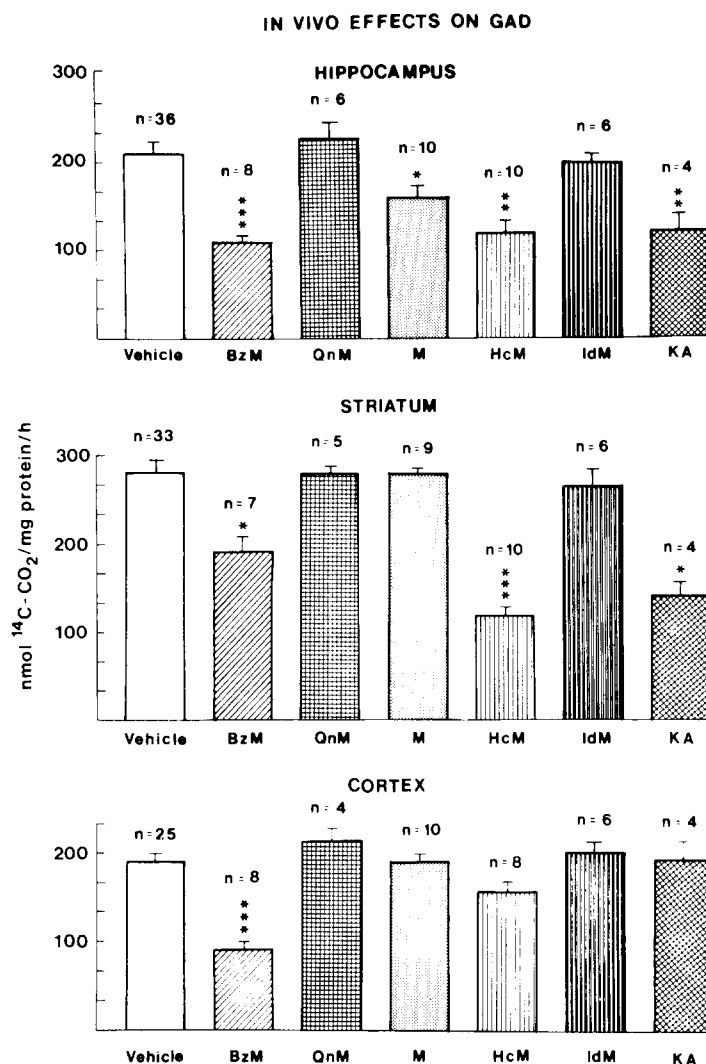 IN VIVO EFFECTS ON GAD
HIPPOCAMPUS
300
200
100
n=36
n=8
***
n=6
n=10
*
n=10
**
n=6
n=4
**
Vehicle BzM QnM M HcM IdM KA
STRIATUM
nmol ¹⁴C-CO₂/mg protein/h
300
200
100
n=33
n=7
*
n=5
n=9
n=10
***
n=6
n=4
*
Vehicle BzM QnM M HcM IdM KA
CORTEX
200
100
n=25
n=8
***
n=4
n=10
n=8
n=6
n=4
Vehicle BzM QnM M HcM IdM KA